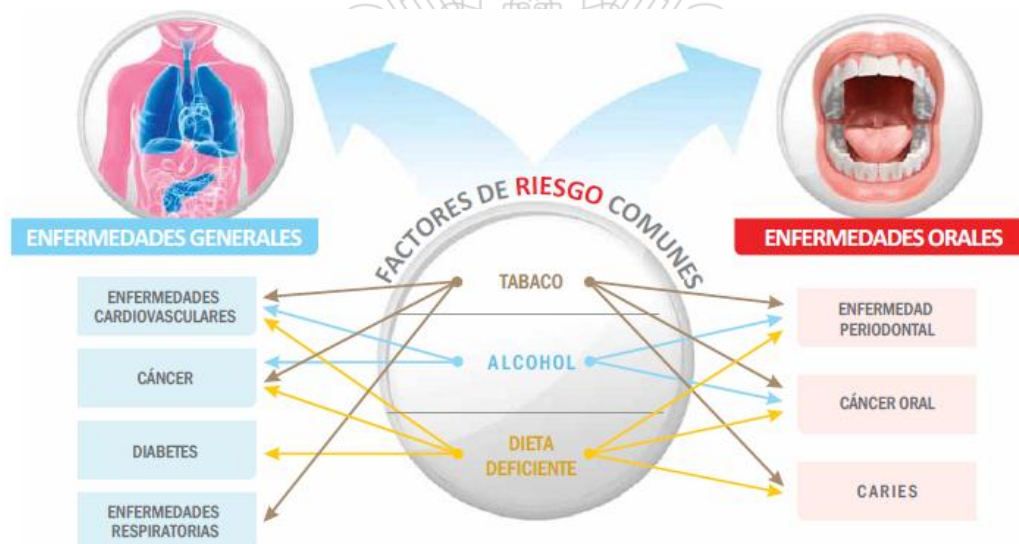 FACTORES DE RIESGO COMUNES
ENFERMEDADES GENERALES
ENFERMEDADES ORALES
ENFERMEDADES
CARDIOVASCULARES
CÁNCER
DIABETES
ENFERMEDADES
RESPIRATORIAS
TABACO
ALCOHOL
DIETA
DEFICIENTE
ENFERMEDAD
PERIODONTAL
CÁNCER ORAL
CARIES